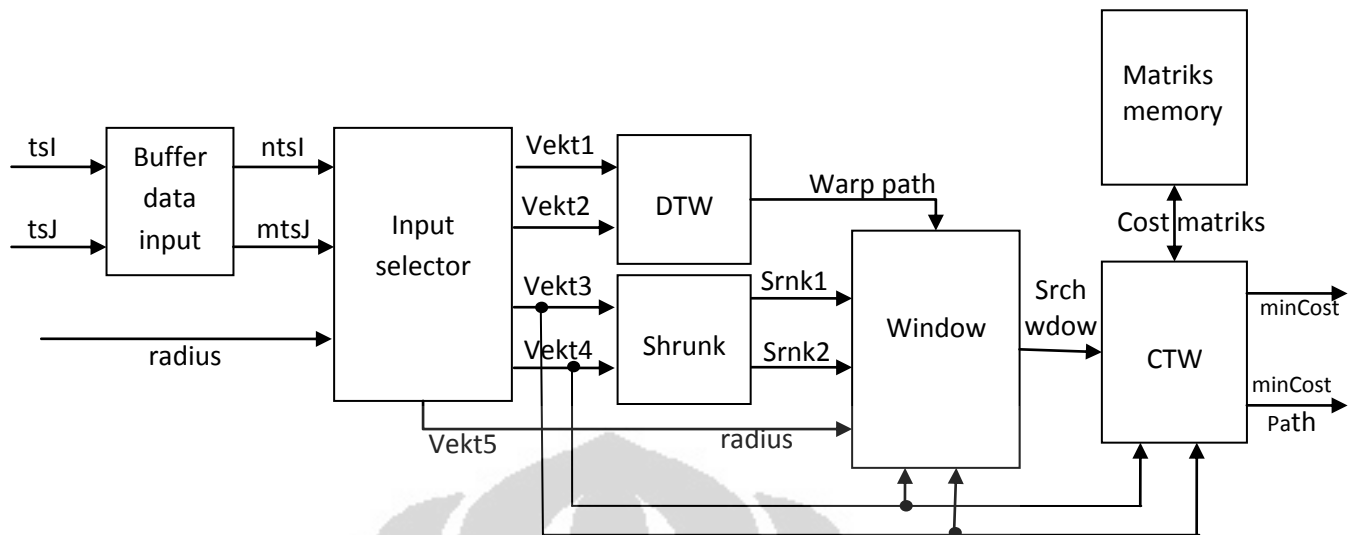 Matriks
memory
tsI
Buffer
data
input
ntsI
Vekt1
Warp path
tsJ
mtsJ
Input
selector
Vekt2
DTW
Cost matriks
Vekt3
Srnk1
Srch
wdow
minCost
radius
Vekt4
Shrunk
Srnk2
Window
CTW
minCost
Path
Vekt5
radius